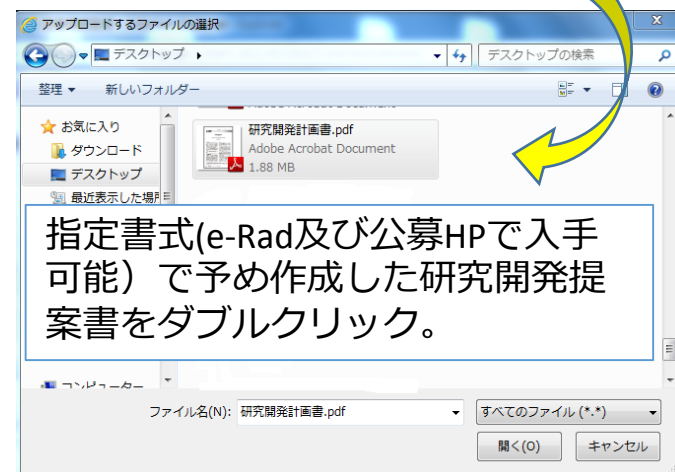 アップロードするファイルの選択
デスクトップ
デスクトップの検索
整理
新しいフォルダー
お気に入り
ダウンロード
デスクトップ
最近表示した場所
Adobe Acrobat Document
研究開発計画書.pdf
Adobe Acrobat Document
1.88 MB
指定書式(e-Rad及び公募HPで入手
可能）で予め作成した研究開発提
案書をダブルクリック。
コンピューター
ファイル名(N): 研究開発計画書.pdf
すべてのファイル (*.*)
開く(O)
キャンセル